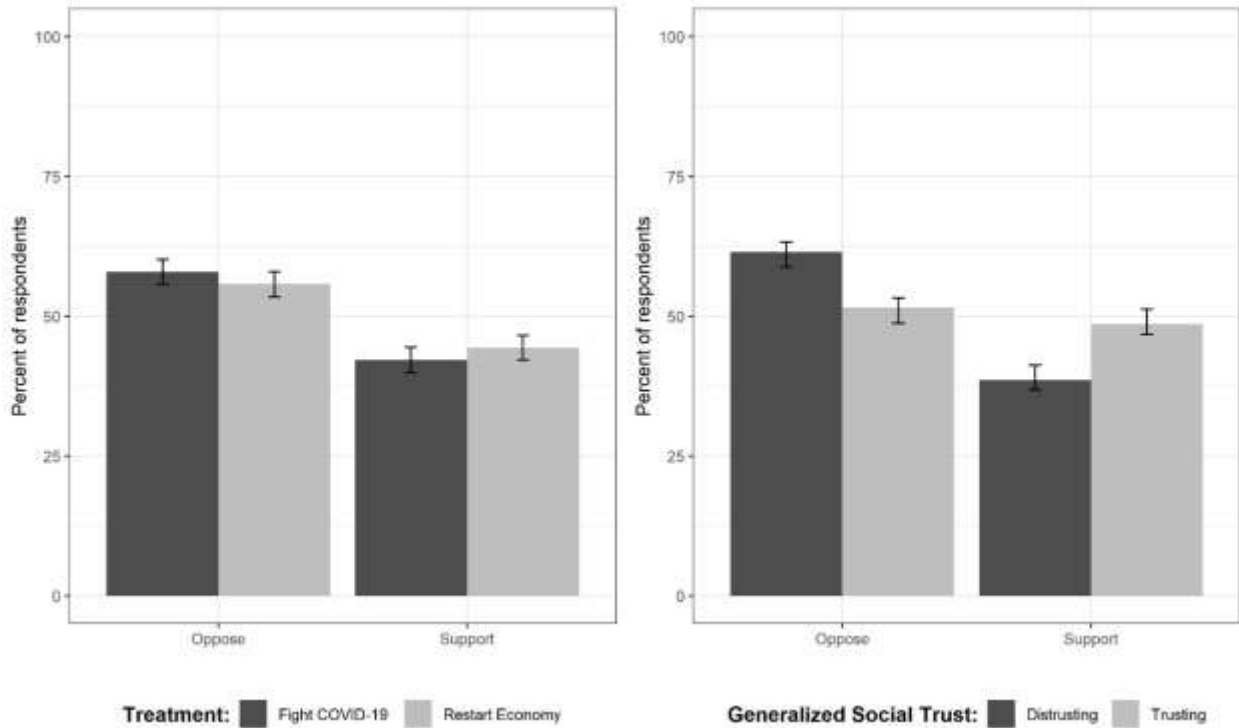 Percent of respondents
100
75
50
25
0
Oppose Support
Treatment: Fight COVID-19 Restart Economy
Percent of respondents
100
75
50
25
0
Oppose Support
Generalized Social Trust: Distrusting Trusting